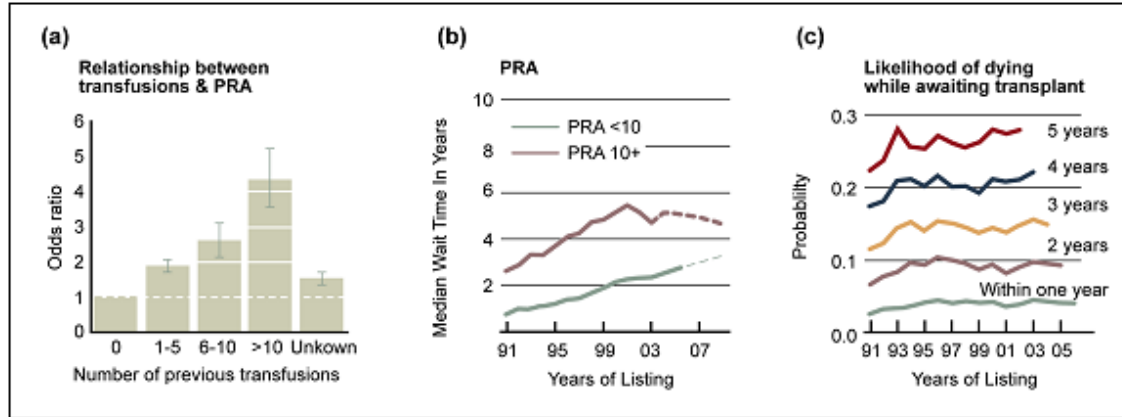 (a)
Relationship between
transfusions & PRA
6
5
4
3
2
1
0
Odds ratio
0 1-5 6-10 >10 Unkown
Number of previous transfusions
(b)
PRA
10
8
6
4
2
Median Wait Time In Years
PRA <10
PRA 10+
91 95 99 03 07
Years of Listing
(c)
Likelihood of dying
while awaiting transplant
0.3
0.2
0.1
0.0
Probability
5 years
4 years
3 years
2 years
Within one year
91 93 95 97 99 01 03 05
Years of Listing